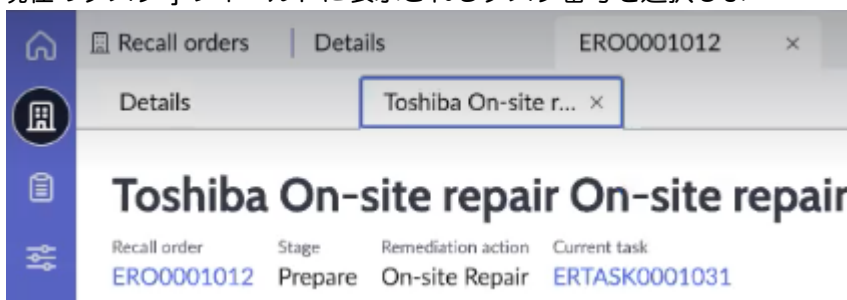 Recall orders Details ERO0001012
Details Toshiba On-site r...
Toshiba On-site repair On-site repair
Recall order Stage Remediation action Current task
ERO0001012 Prepare On-site Repair ERTASK0001031